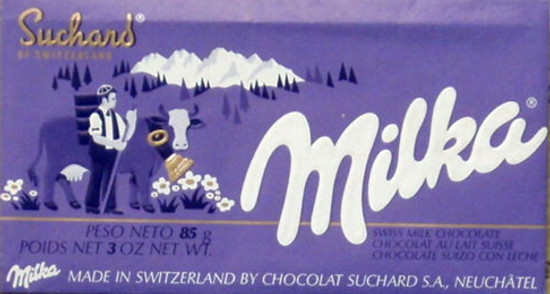 Suchard®
OF SWITZERLAND
Milka®
PESO NETO 85 g
POIDS NET 3 OZ NET WT.
SWISS MILK CHOCOLATE
CHOCOLAT AU LAIT SUISSE
CHOCOLATE SUIZO CON LECHE
Milka
MADE IN SWITZERLAND BY CHOCOLAT SUCHARD S.A., NEUCHÂTEL